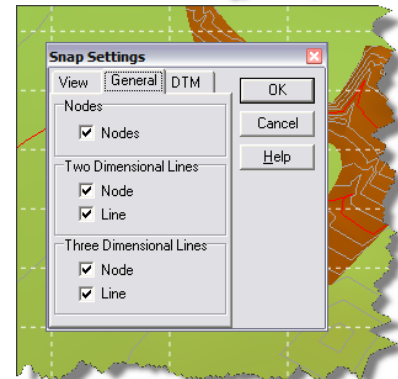 Snap Settings
View General DTM
OK
Cancel
Help
Nodes
Nodes
Two Dimensional Lines
Node
Line
Three Dimensional Lines
Node
Line